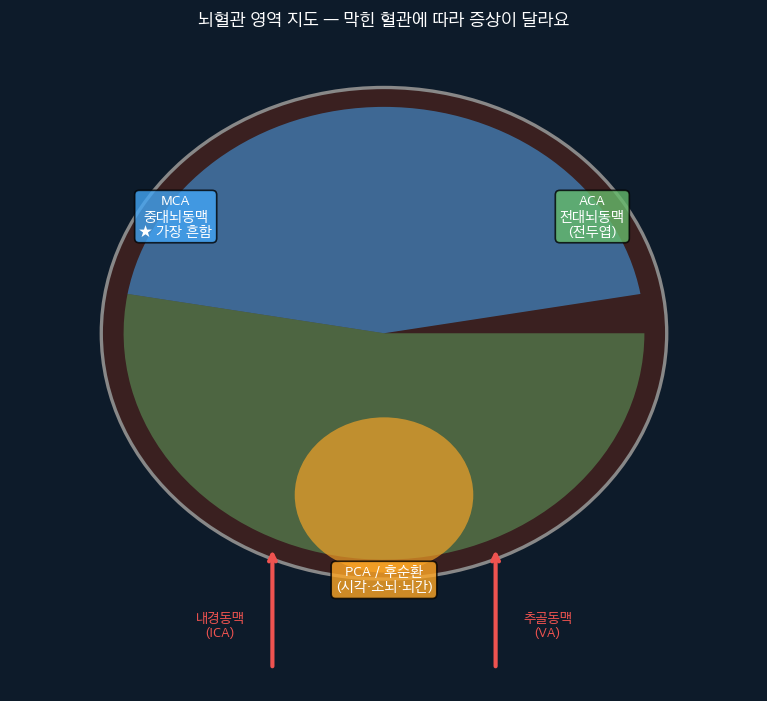 뇌혈관 영역 지도 — 막힌 혈관에 따라 증상이 달라요
MCA
중대뇌동맥
★ 가장 흔함
ACA
전대뇌동맥
(전두엽)
PCA / 후순환
(시각·소뇌·뇌간)
내경동맥
(ICA)
추골동맥
(VA)